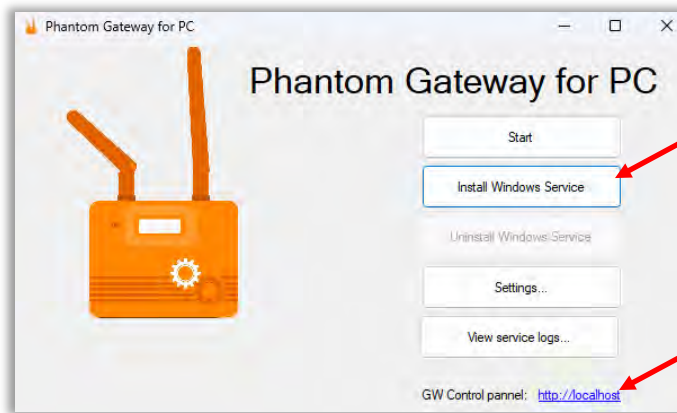 Phantom Gateway for PC
Phantom Gateway for PC
Start
Install Windows Service
Uninstall Windows Service
Settings...
View service logs...
GW Control pannel: http://localhost